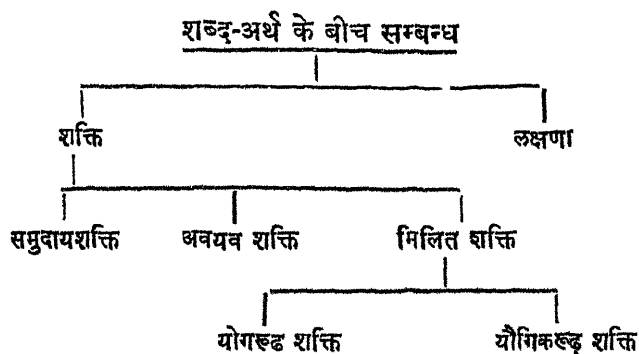 शब्द-अर्थ के बीच सम्बन्ध
शक्ति लक्षणा
समुदायशक्ति अवयव शक्ति मिलित शक्ति
योगरूढ शक्ति यौगिकरूढ़ शक्ति